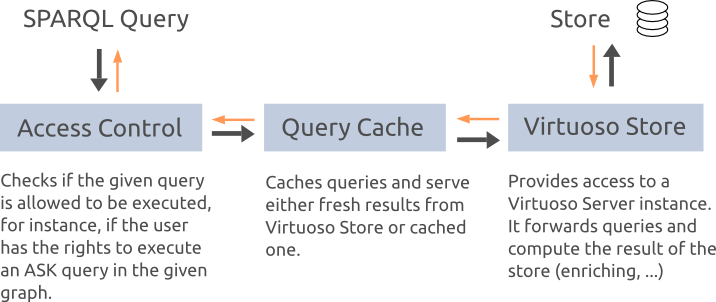 SPARQL Query
Store
Access Control
Query Cache
Virtuoso Store
Checks if the given query
is allowed to be executed,
for instance, if the user
has the rights to execute
an ASK query in the given
graph.
Caches queries and serve
either fresh results from
Virtuoso Store or cached
one.
Provides access to a
Virtuoso Server instance.
It forwards queries and
compute the result of the
store (enriching, ...)